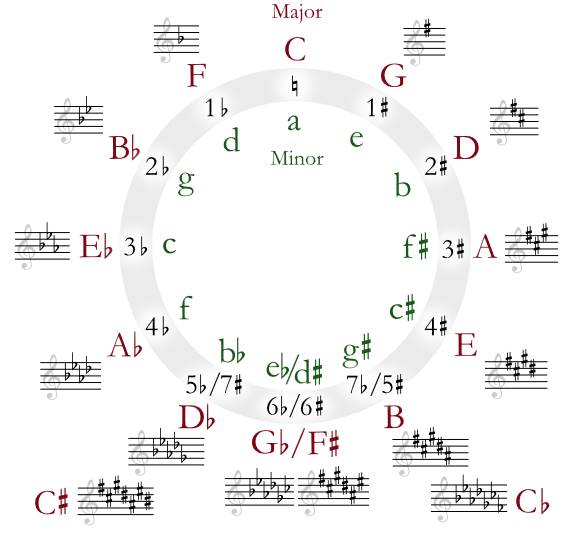 Major
C
F
G
♮
1♭
1♯
a
d
e
B♭
D
Minor
2♭
2♯
g
b
E♭
3♭
c
f♯
3♯
A
f
c♯
4♭
4♯
A♭
E
b♭
g♯
e♭/d♯
5♭/7♯
7♭/5♯
6♭/6♯
D♭
B
G♭/F♯
C♯
C♭